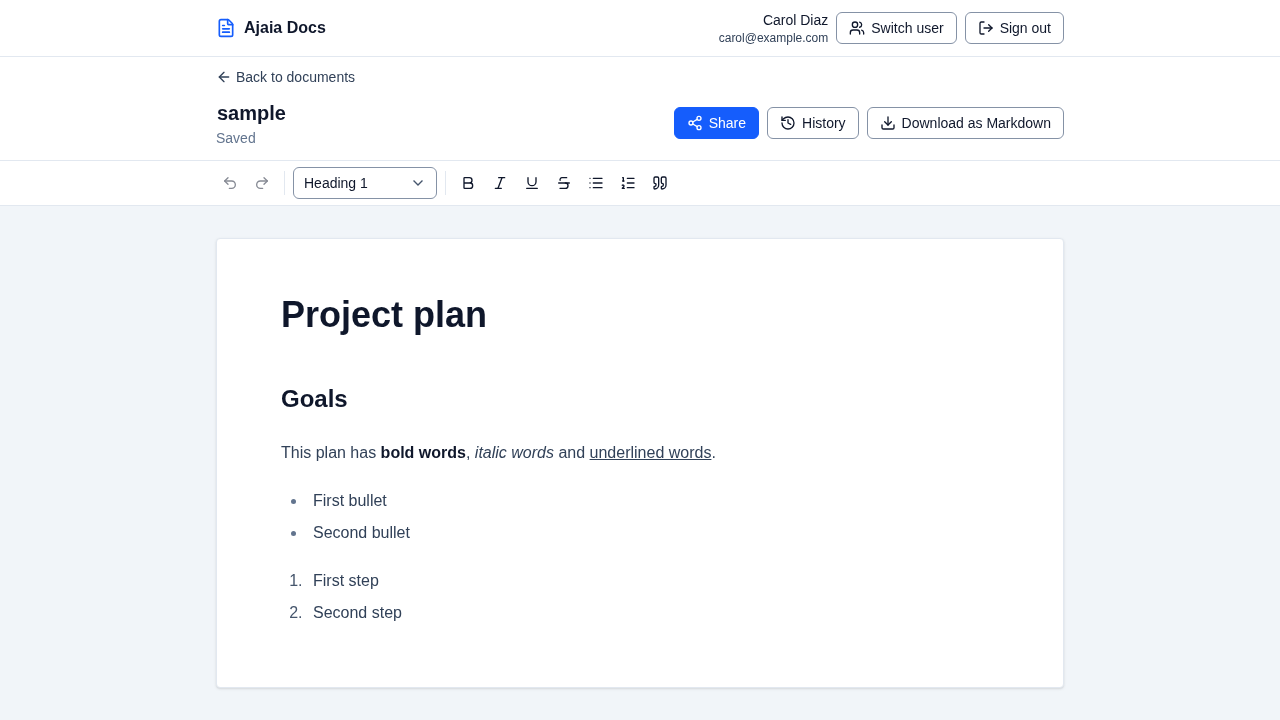 Ajaia Docs
Carol Diaz
carol@example.com
Switch user
Sign out
Back to documents
sample
Saved
Share
History
Download as Markdown
Heading 1
Project plan
Goals
This plan has bold words, italic words and underlined words.
• First bullet
• Second bullet
1. First step
2. Second step